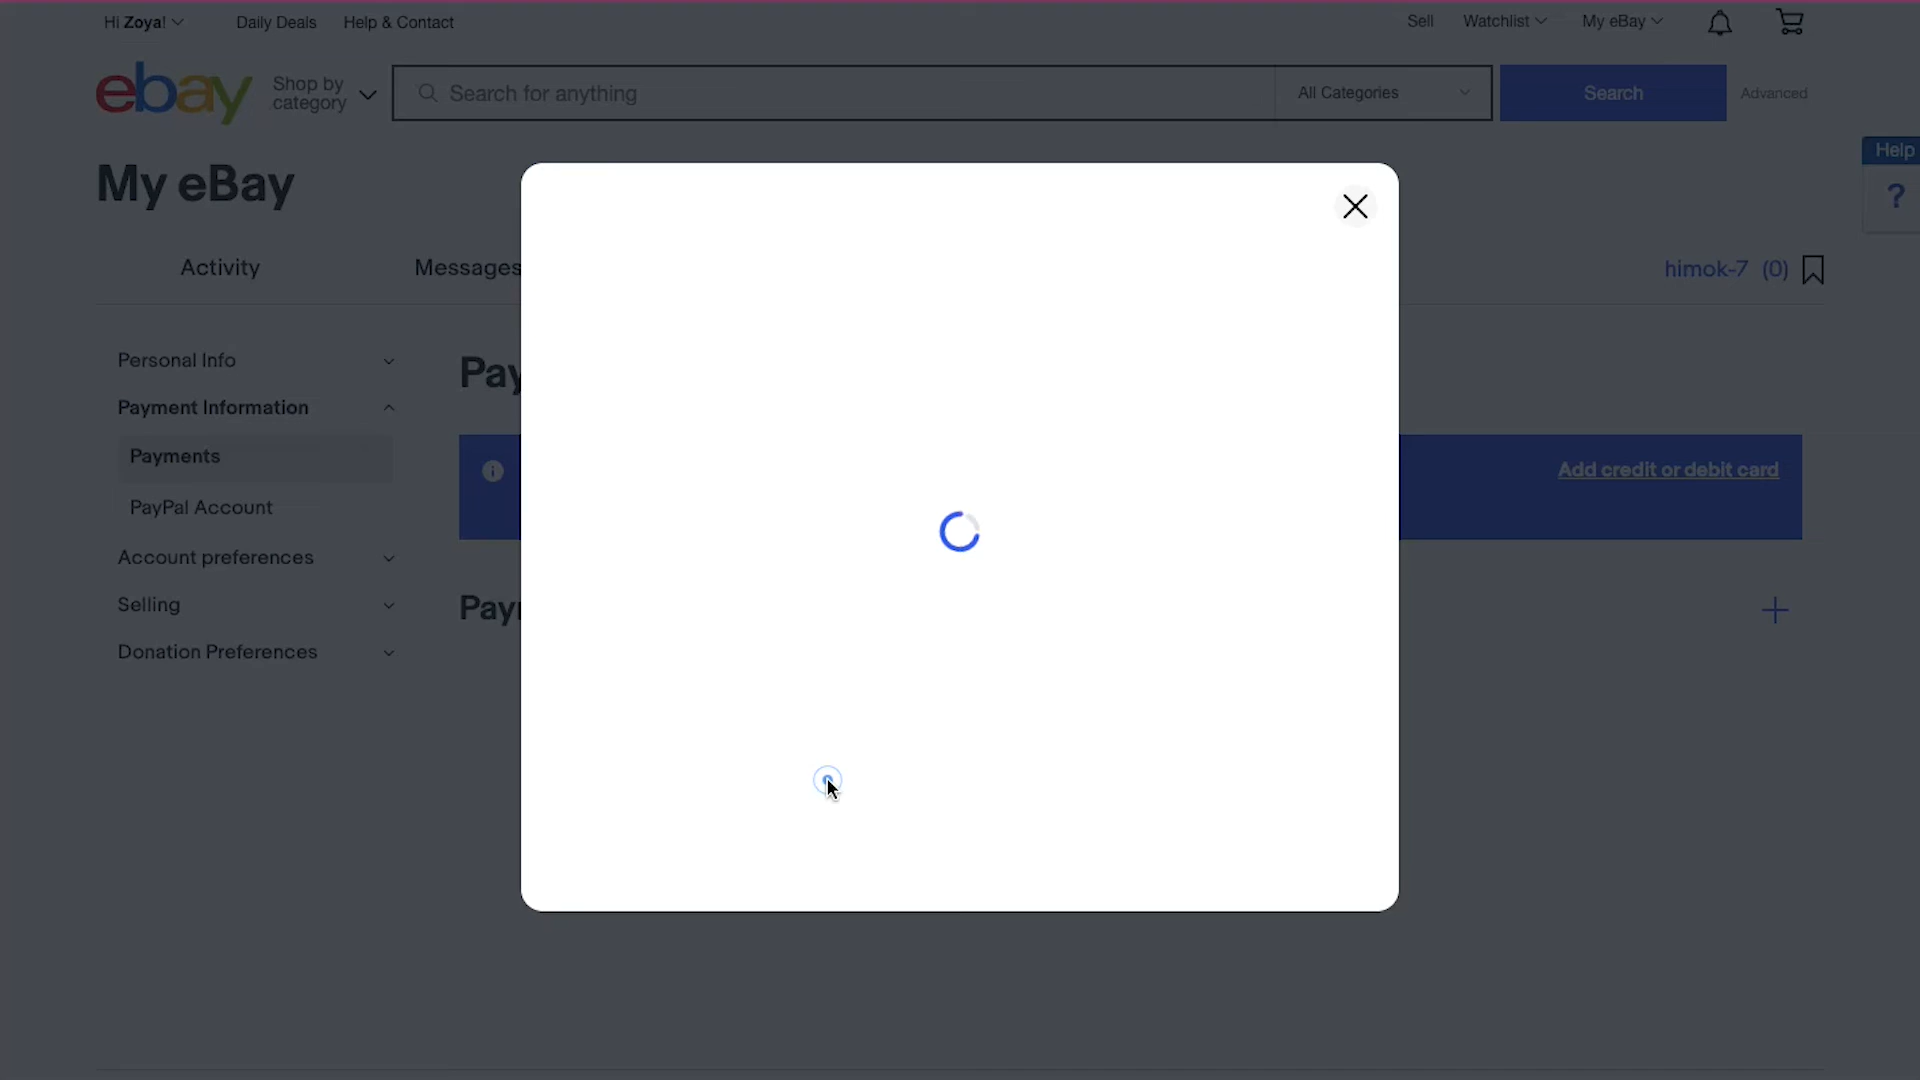 Hi Zoya!
Daily Deals
Help & Contact
Sell
Watchlist
My eBay
ebay
Shop by
category
Search for anything
All Categories
Search
Advanced
Help
?
My eBay
Activity
Messages
himok-7 (0)
Personal Info
Payment Information
Payments
PayPal Account
Account preferences
Selling
Donation Preferences
Pay
Add credit or debit card
Pay